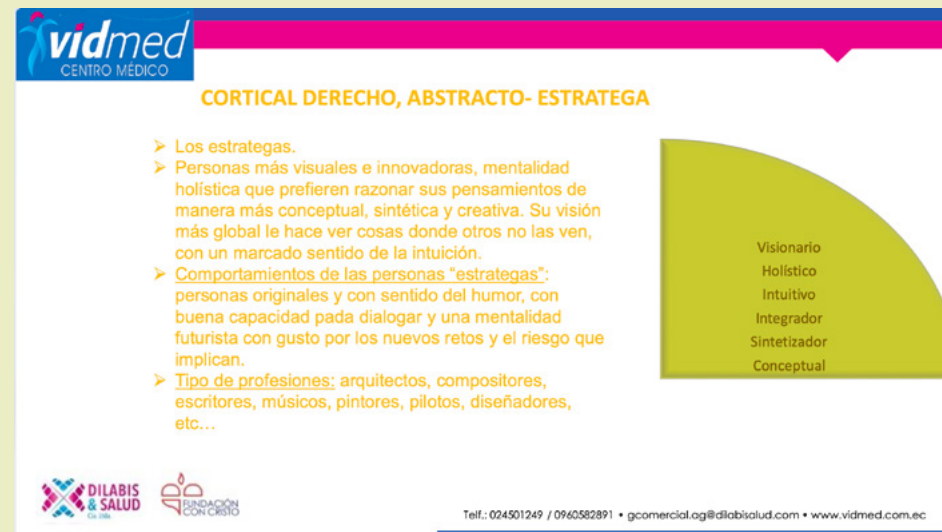 vidmed
CENTRO MÉDICO
CORTICAL DERECHO, ABSTRACTO- ESTRATEGA
➢ Los estrategas.
➢ Personas más visuales e innovadoras, mentalidad
holística que prefieren razonar sus pensamientos de
manera más conceptual, sintética y creativa. Su visión
más global le hace ver cosas donde otros no las ven,
con un marcado sentido de la intuición.
➢ Comportamientos de las personas “estrategas”:
personas originales y con sentido del humor, con
buena capacidad pada dialogar y una mentalidad
futurista con gusto por los nuevos retos y el riesgo que
implican.
➢ Tipo de profesiones: arquitectos, compositores,
escritores, músicos, pintores, pilotos, diseñadores,
etc…
Visionario
Holístico
Intuitivo
Integrador
Sintetizador
Conceptual
DILABIS
& SALUD
Cía. Ltda.
FUNDACIÓN
CON CRISTO
Telf.: 024501249 / 0960582891 • gcomercial.ag@dilabisalud.com • www.vidmed.com.ec